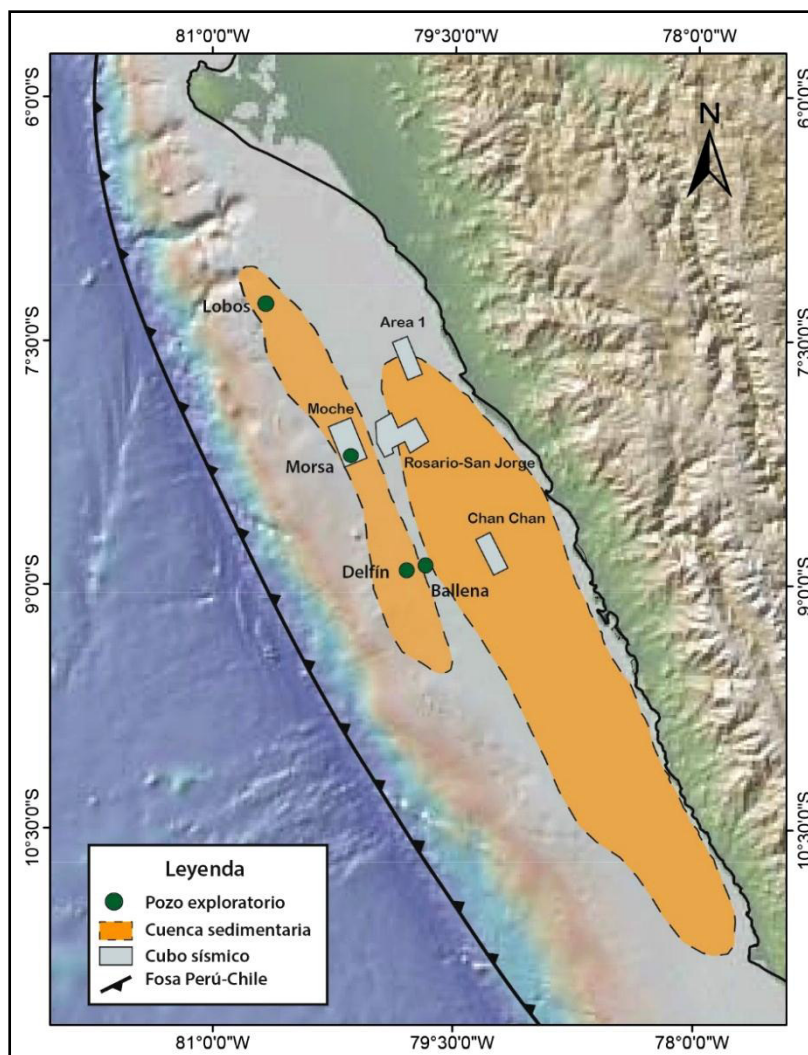 81°0'0"W 79°30'0"W 78°0'0"W
6°0'0"S 6°0'0"S
N
Lobos
Area 1
7°30'0"S 7°30'0"S
Moche
Morsa
Rosario-San Jorge
Chan Chan
Delfín
Ballena
9°0'0"S 9°0'0"S
10°30'0"S 10°30'0"S
Leyenda
Pozo exploratorio
Cuenca sedimentaria
Cubo sísmico
Fosa Perú-Chile
81°0'0"W 79°30'0"W 78°0'0"W